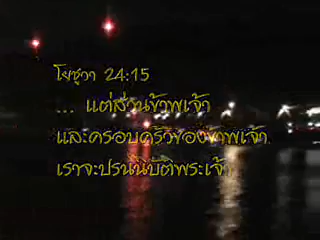 โยชูวา 24:15
... แต่ส่วนข้าพเจ้า
และครอบครัวของข้าพเจ้า
เราจะปรนนิบัติพระเจ้า